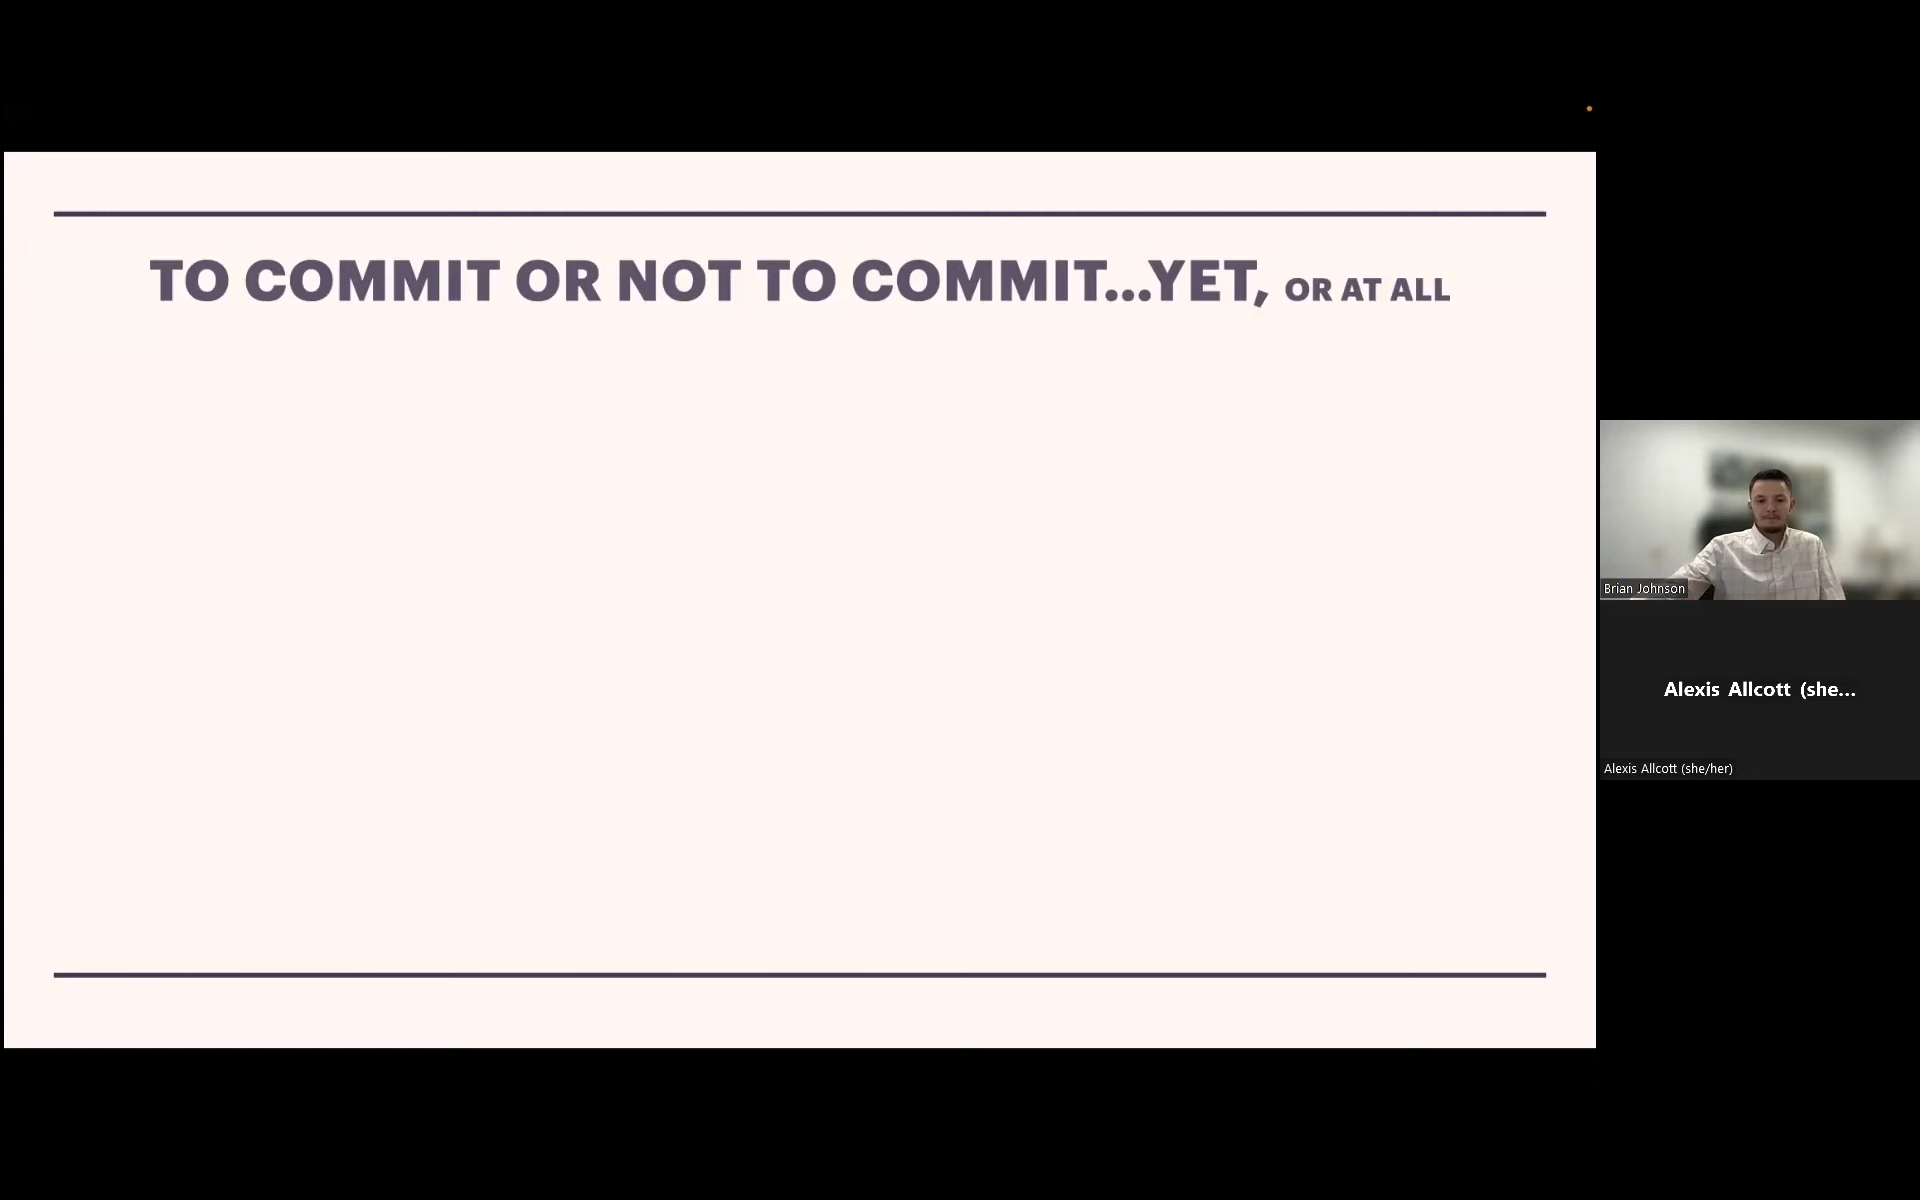 TO COMMIT OR NOT TO COMMIT...YET, OR AT ALL
Brian Johnson
Alexis Allcott (she...
Alexis Allcott (she/her)